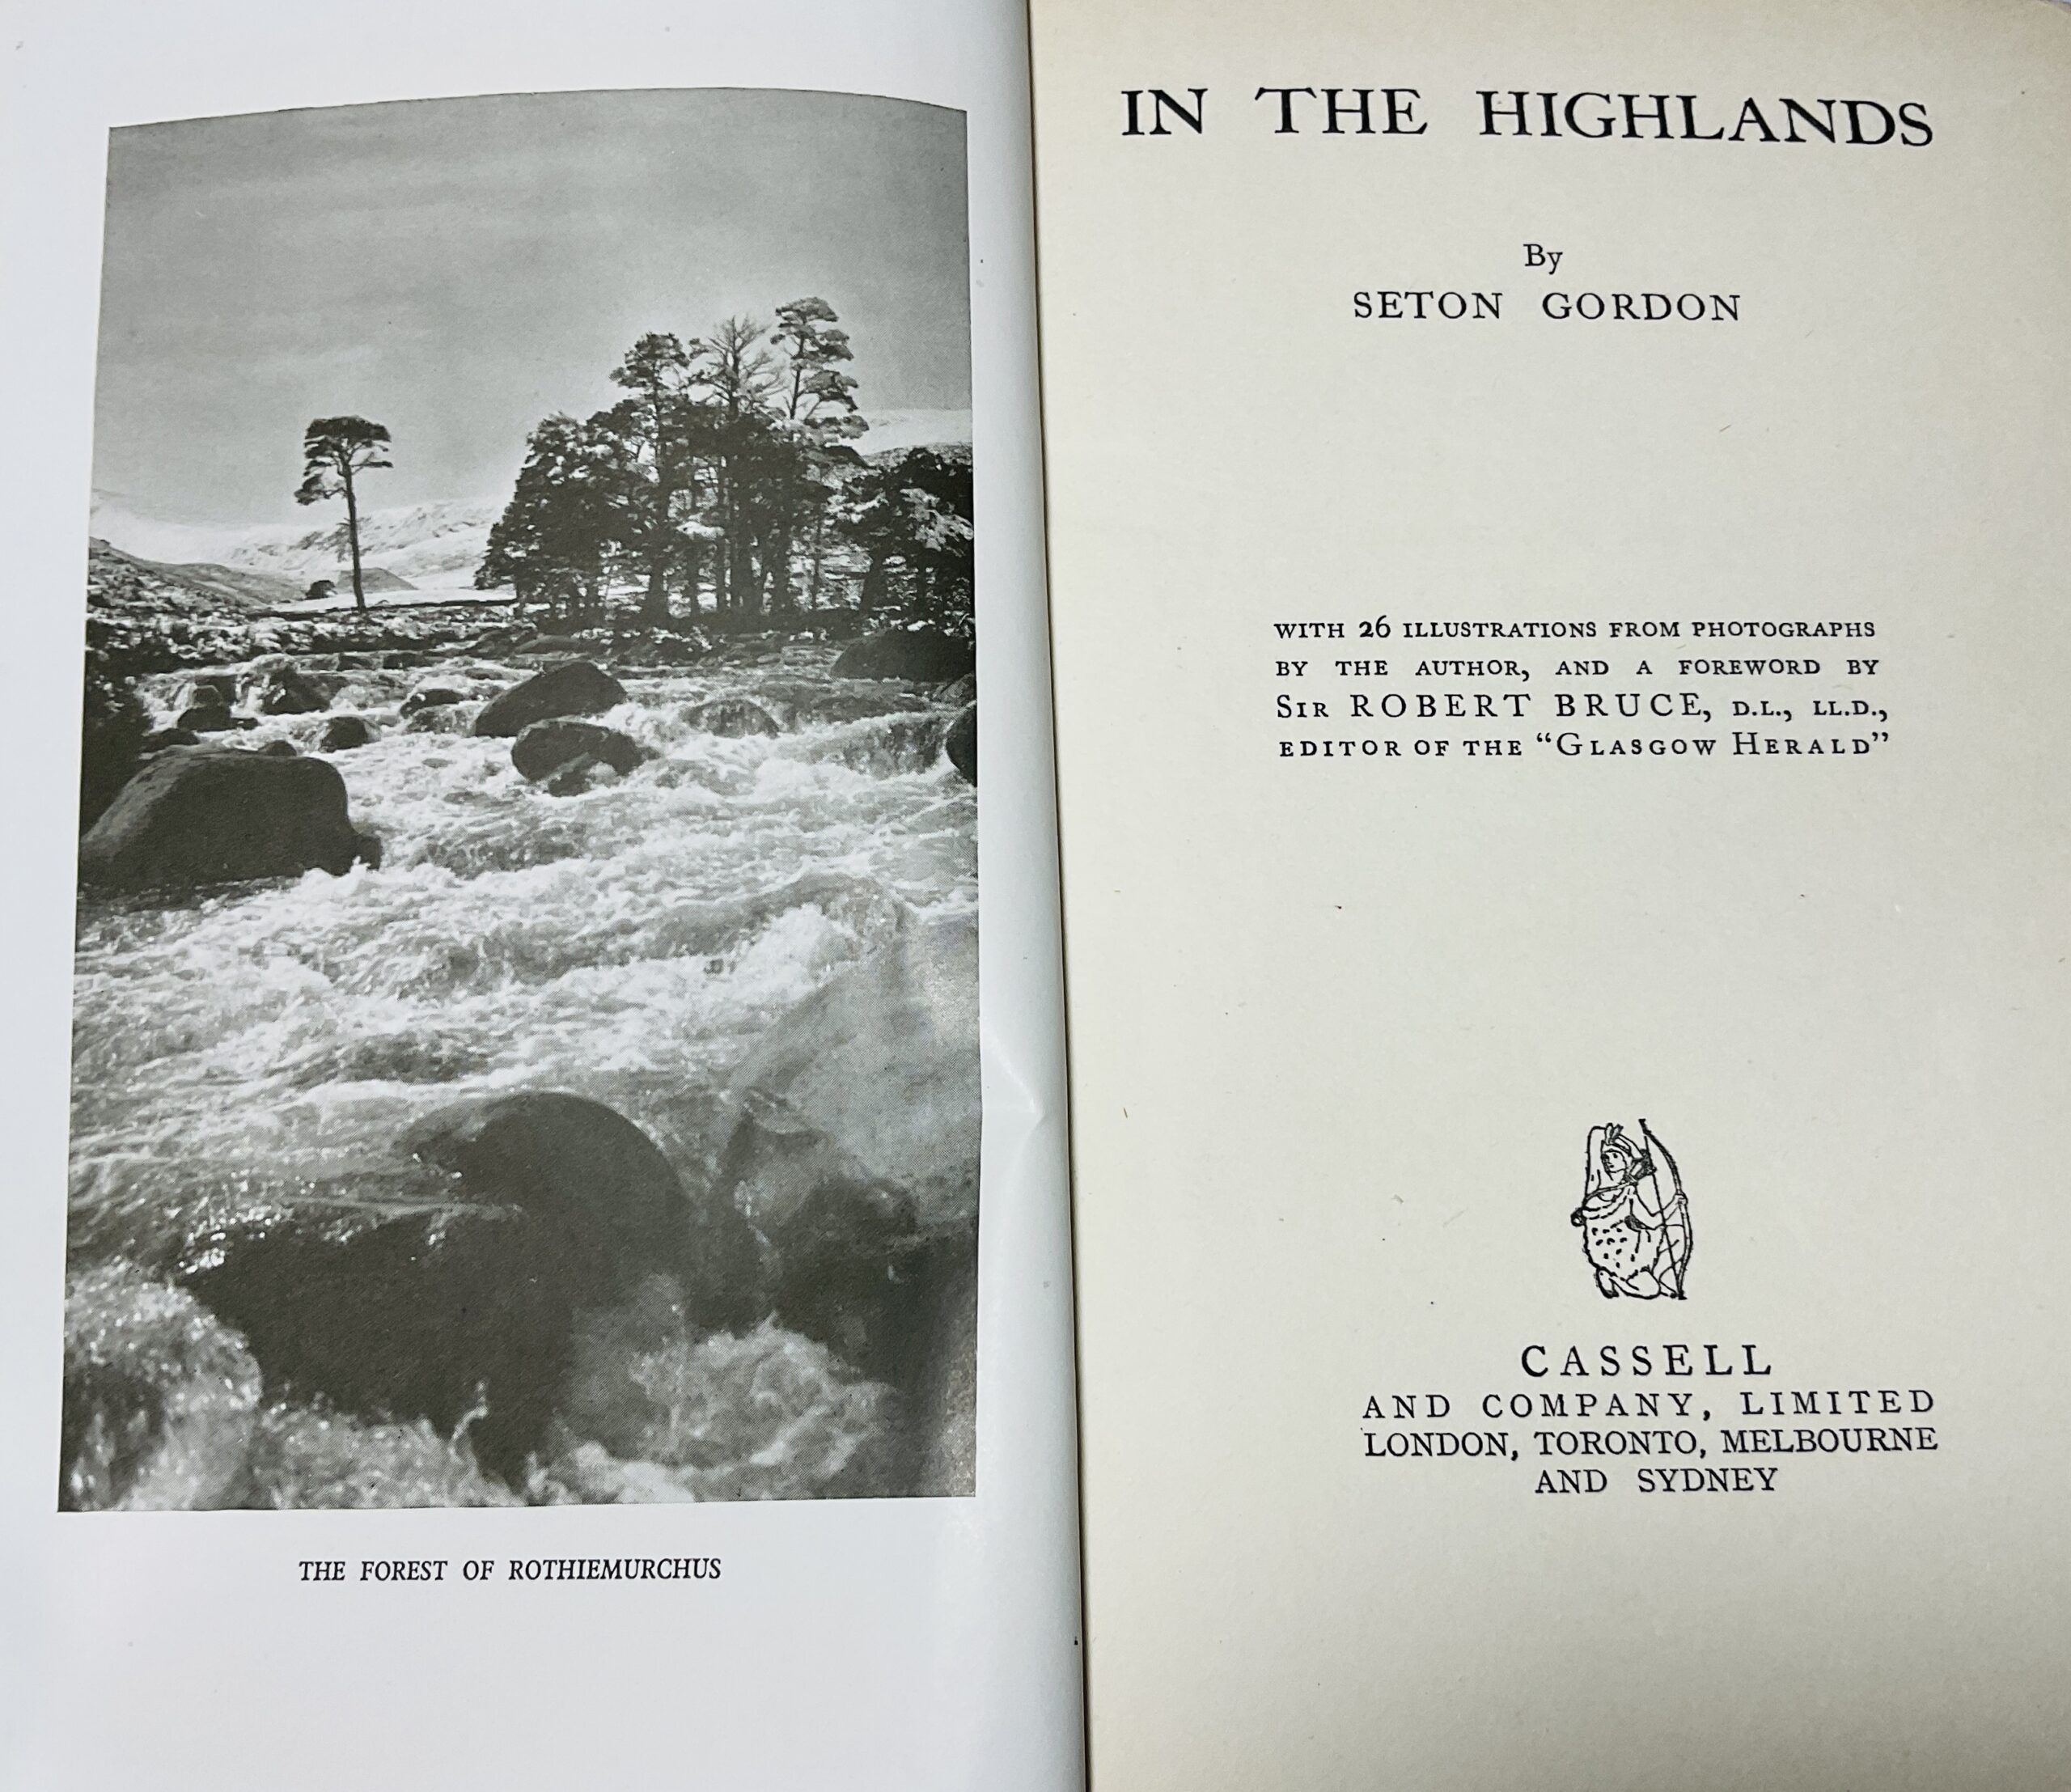 THE FOREST OF ROTHIEMURCHUS
IN THE HIGHLANDS
By
SETON GORDON
WITH 26 ILLUSTRATIONS FROM PHOTOGRAPHS
BY THE AUTHOR, AND A FOREWORD BY
SIR ROBERT BRUCE, D.L., LL.D.,
EDITOR OF THE “GLASGOW HERALD”
CASSELL
AND COMPANY, LIMITED
LONDON, TORONTO, MELBOURNE
AND SYDNEY